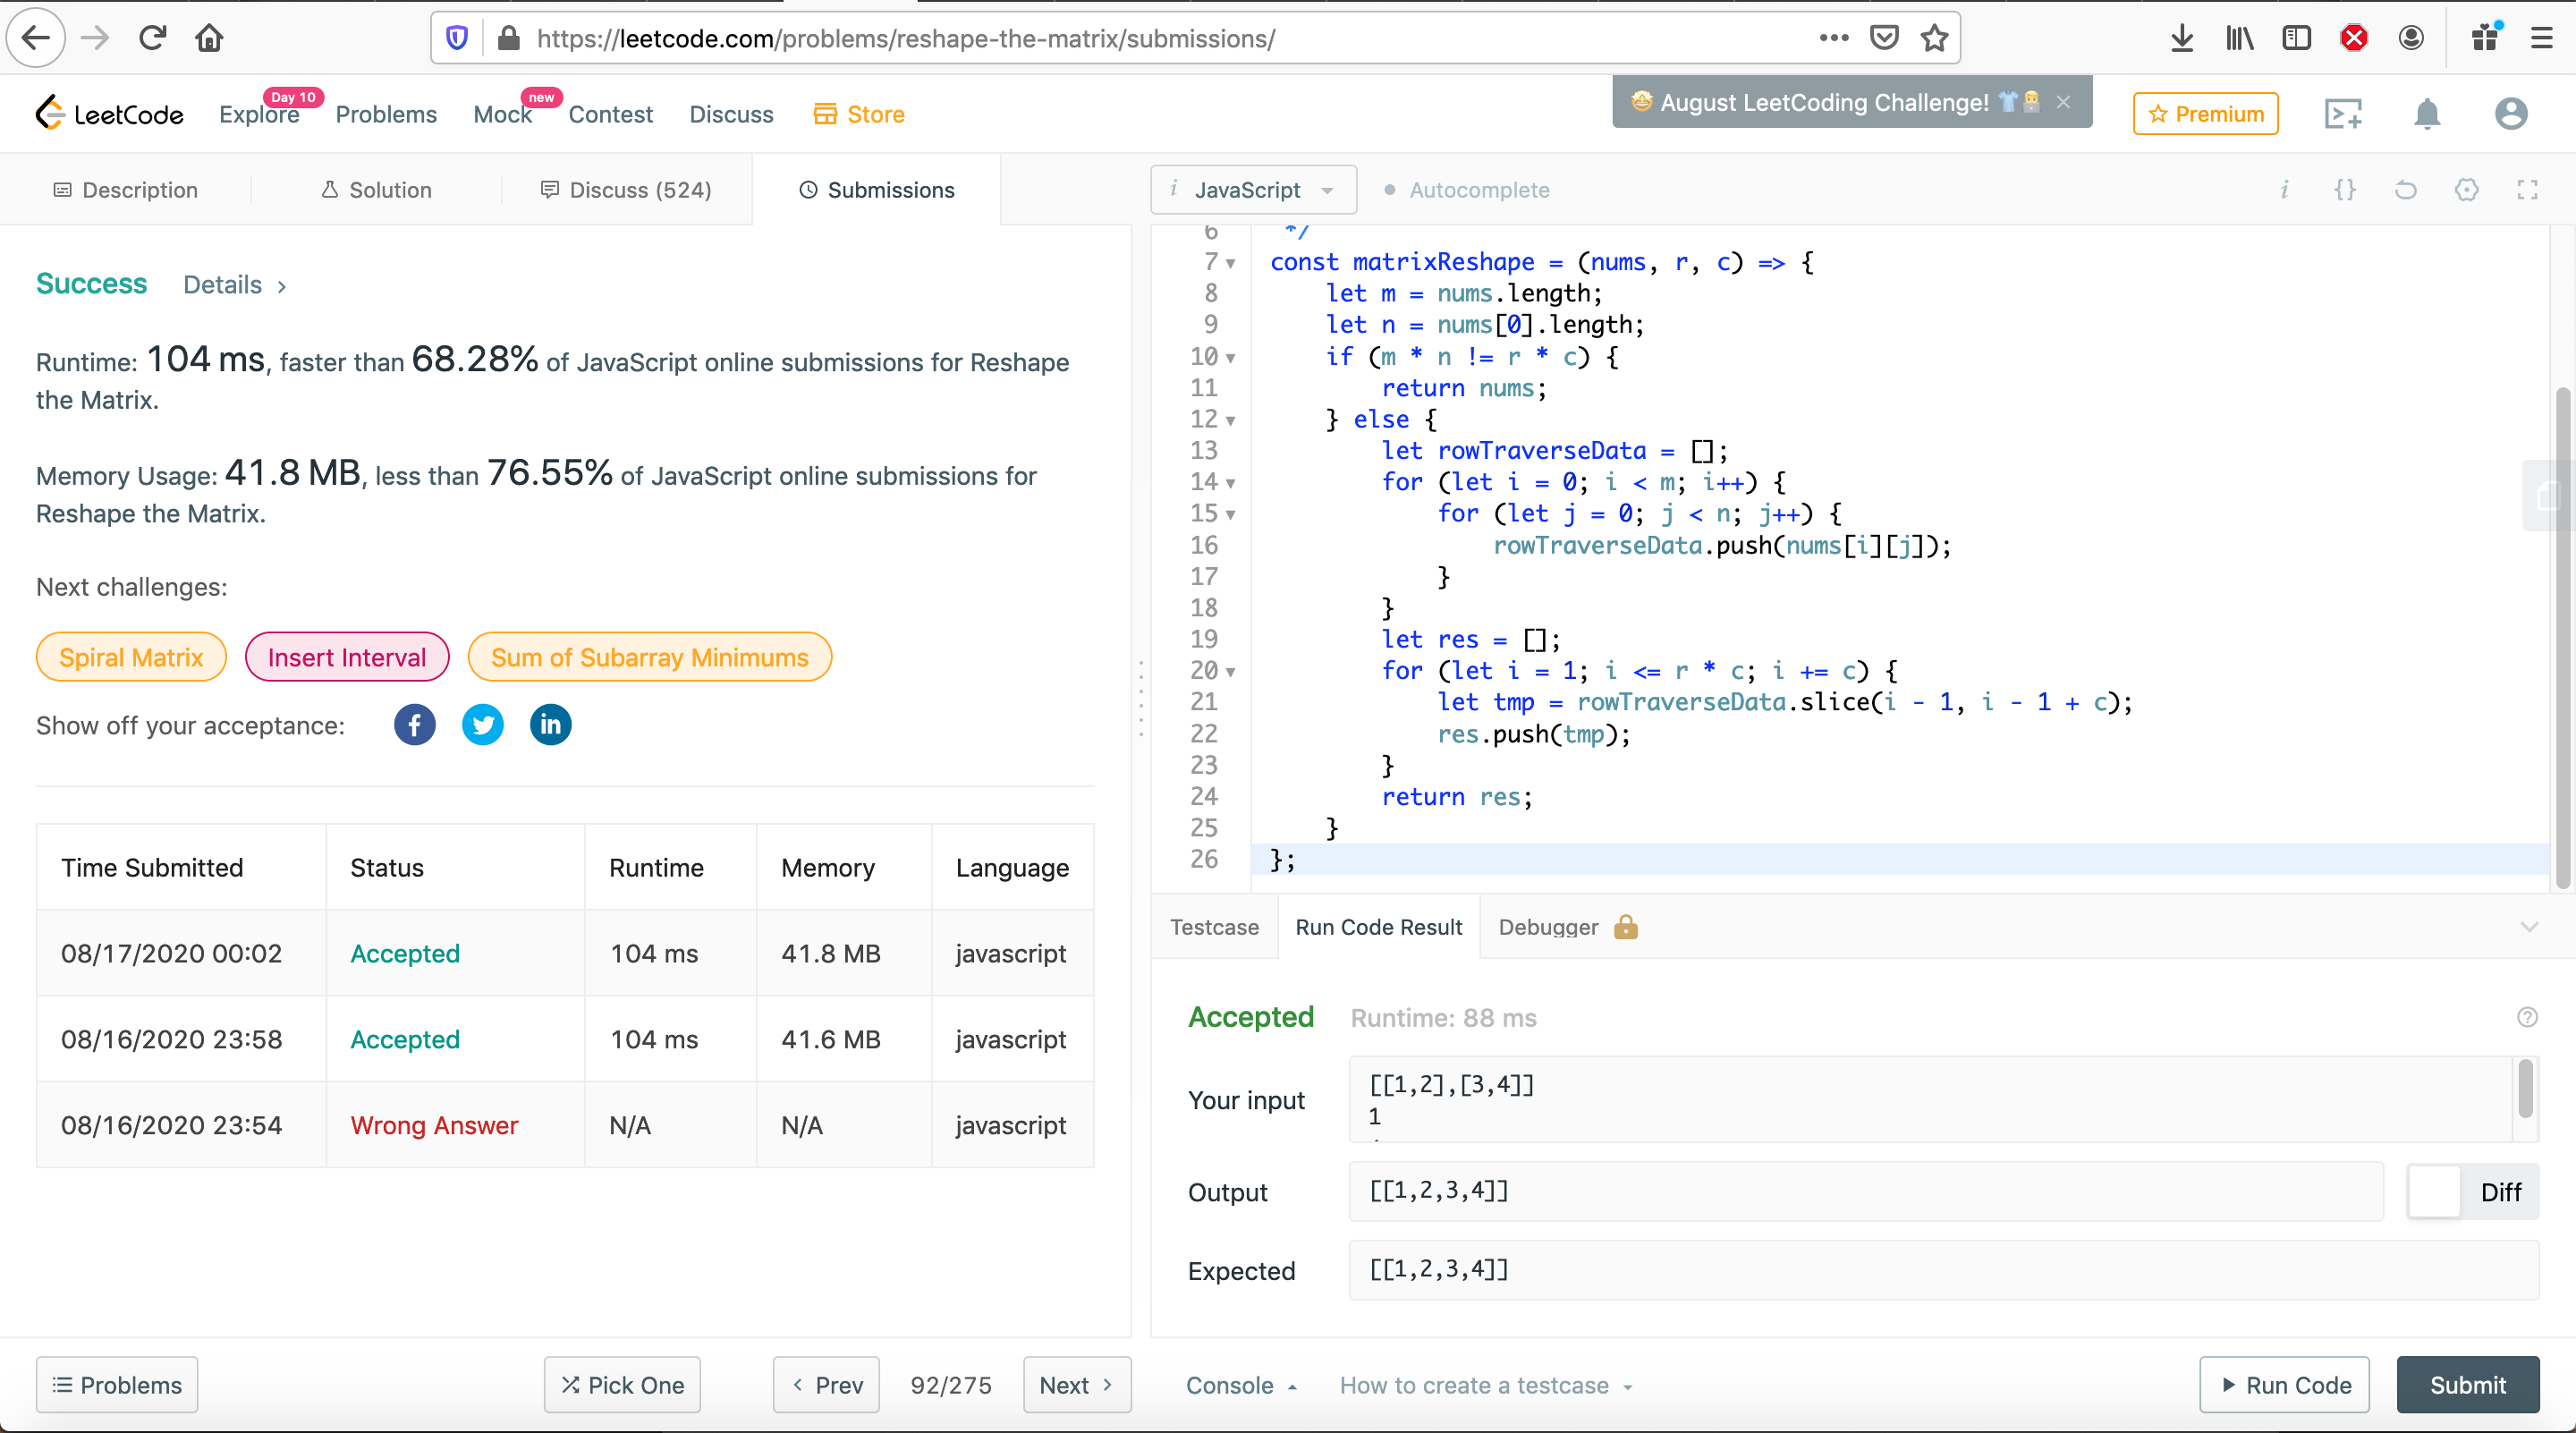 https://leetcode.com/problems/reshape-the-matrix/submissions/
LeetCode
Explore
Day 10
Problems
Mock
new
Contest
Discuss
Store
🤩 August LeetCoding Challenge! 👕
Premium
Description
Solution
Discuss (524)
Submissions
i JavaScript
Autocomplete
i {}
Success
Details >
Runtime: 104 ms, faster than 68.28% of JavaScript online submissions for Reshape
the Matrix.
Memory Usage: 41.8 MB, less than 76.55% of JavaScript online submissions for
Reshape the Matrix.
Next challenges:
Spiral Matrix
Insert Interval
Sum of Subarray Minimums
Show off your acceptance:
Time Submitted Status Runtime Memory Language
08/17/2020 00:02 Accepted 104 ms 41.8 MB javascript
08/16/2020 23:58 Accepted 104 ms 41.6 MB javascript
08/16/2020 23:54 Wrong Answer N/A N/A javascript
Problems
Pick One
Prev
92/275
Next
6 */
7 const matrixReshape = (nums, r, c) => {
8 let m = nums.length;
9 let n = nums[0].length;
10 if (m * n != r * c) {
11 return nums;
12 } else {
13 let rowTraverseData = [];
14 for (let i = 0; i < m; i++) {
15 for (let j = 0; j < n; j++) {
16 rowTraverseData.push(nums[i][j]);
17 }
18 }
19 let res = [];
20 for (let i = 1; i <= r * c; i += c) {
21 let tmp = rowTraverseData.slice(i - 1, i - 1 + c);
22 res.push(tmp);
23 }
24 return res;
25 }
26 };
Testcase
Run Code Result
Debugger
Accepted
Runtime: 88 ms
Your input
[[1,2],[3,4]]
1
Output
[[1,2,3,4]]
Diff
Expected
[[1,2,3,4]]
Console
How to create a testcase
Run Code
Submit